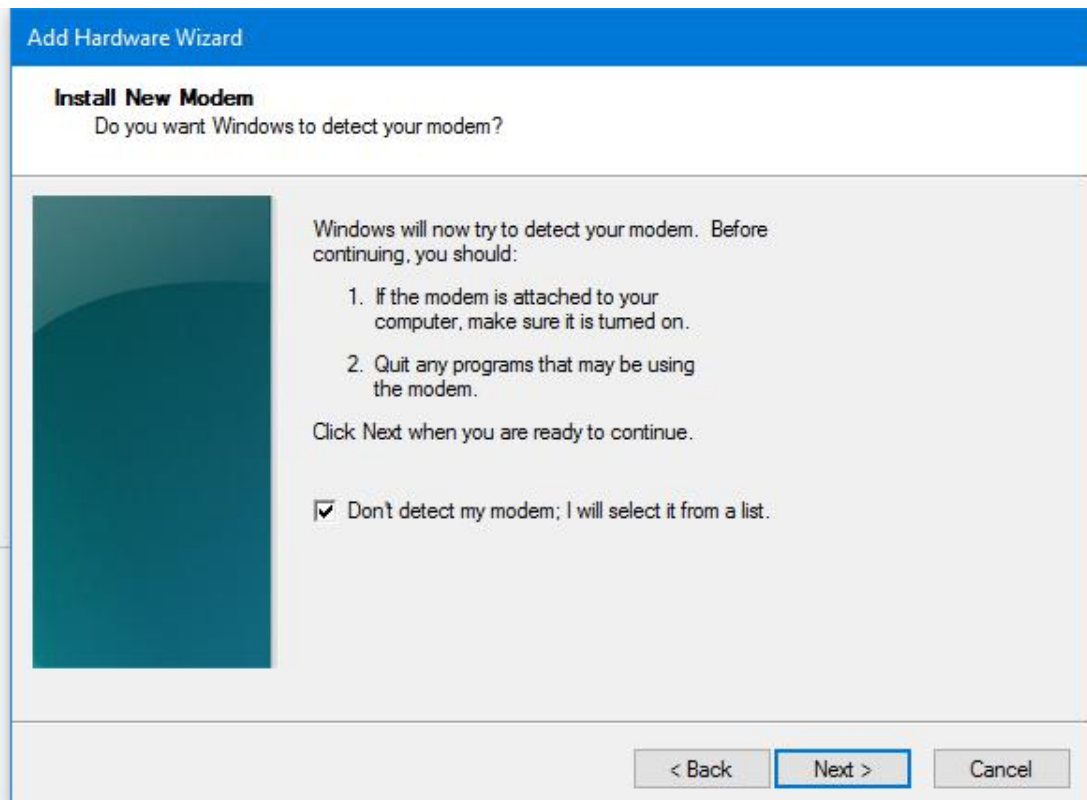 Add Hardware Wizard
Install New Modem
Do you want Windows to detect your modem?
Windows will now try to detect your modem. Before
continuing, you should:
1. If the modem is attached to your
computer, make sure it is turned on.
2. Quit any programs that may be using
the modem.
Click Next when you are ready to continue.
Don't detect my modem; I will select it from a list.
< Back Next > Cancel